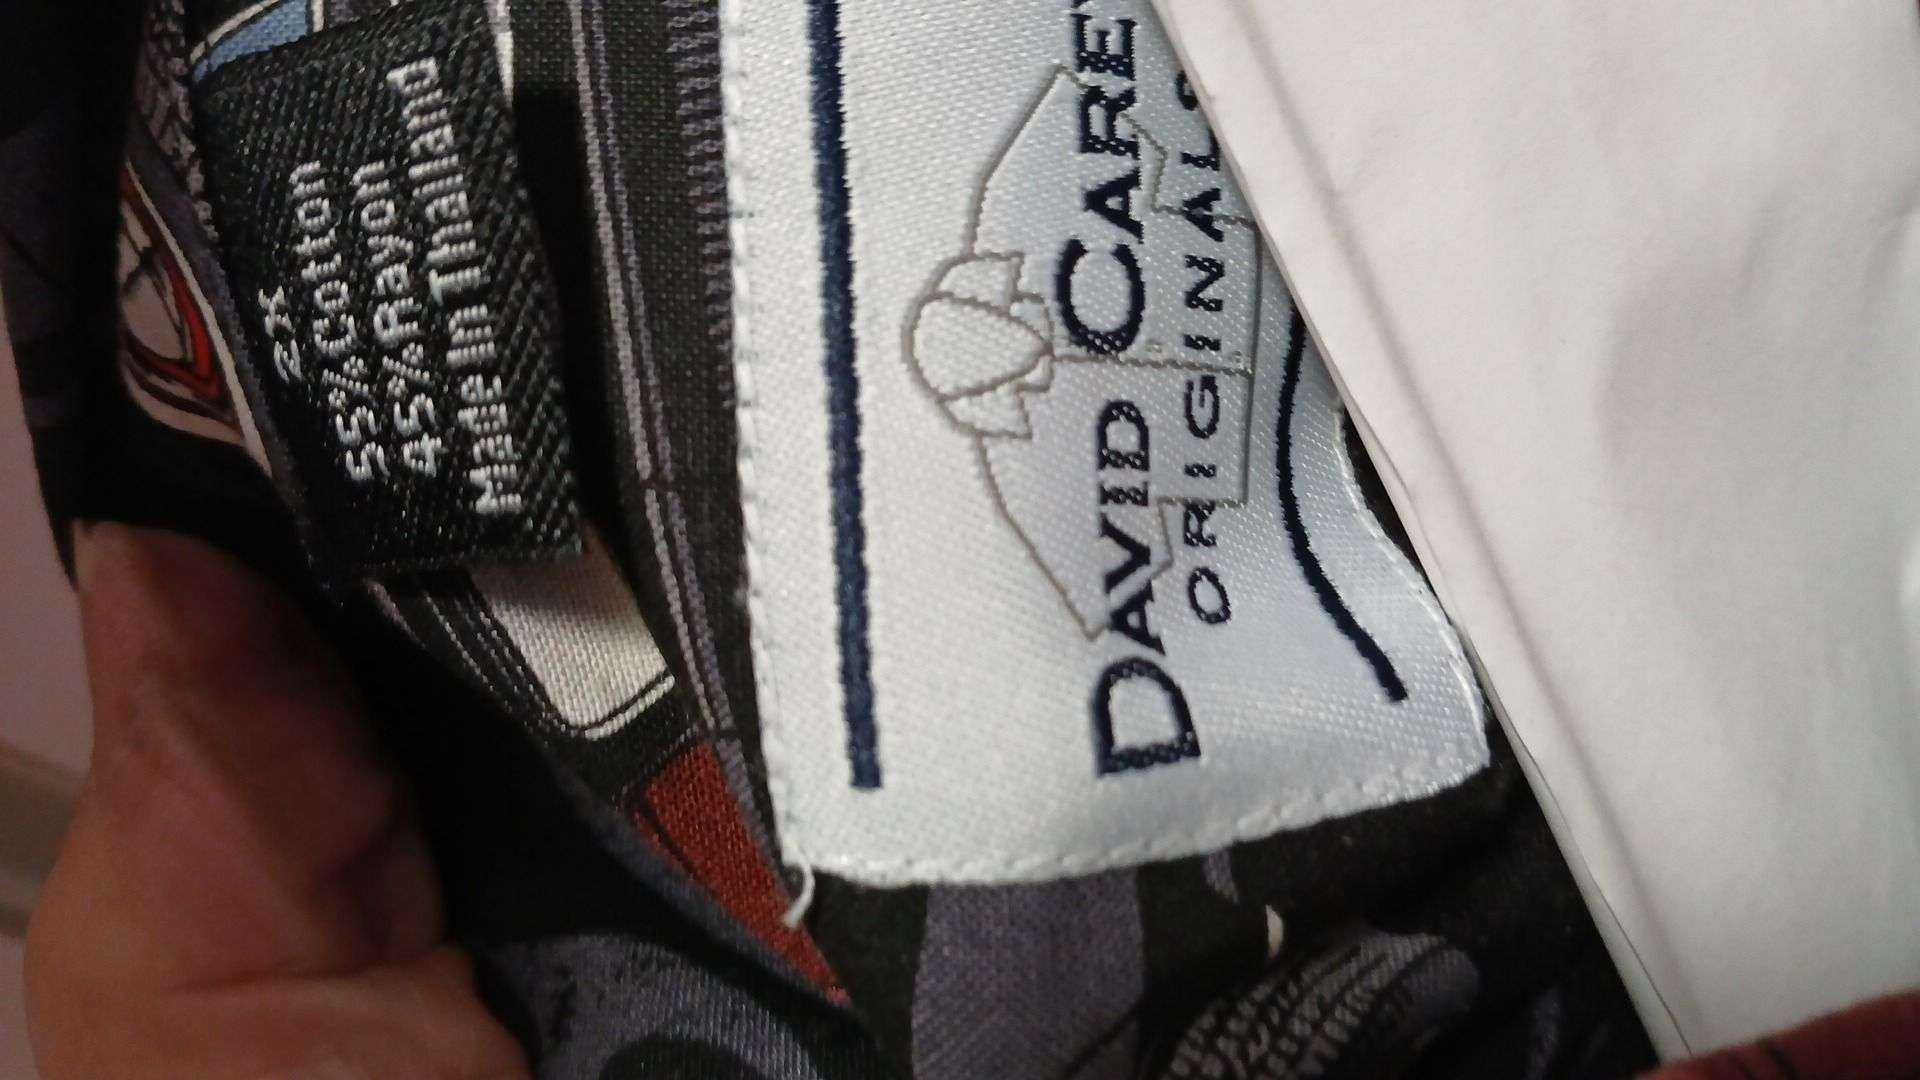 2X
55%Cotton
45%Rayon
Made In Thailand
DAVID CAREY
ORIGINALS